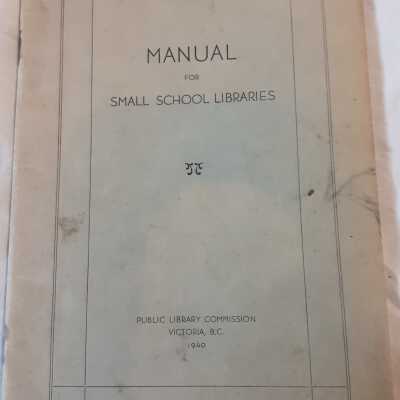 MANUAL
FOR
SMALL SCHOOL LIBRARIES
PUBLIC LIBRARY COMMISSION
VICTORIA, B.C.
1940